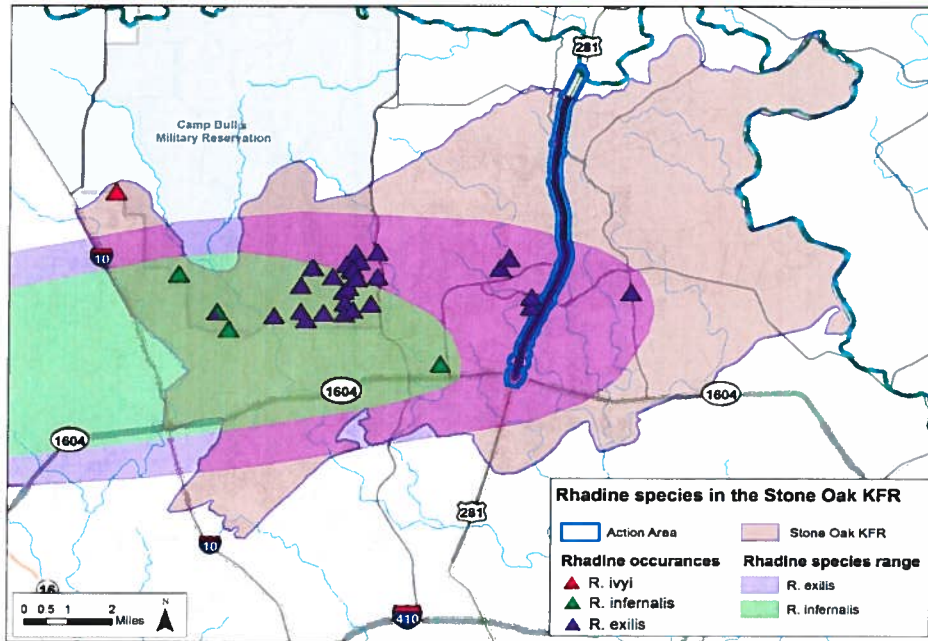 281
Camp Bullis
Military Reservation
10
1604
1604
1604
281
10
410
16
0 0.5 1 2
Miles
N
Rhadine species in the Stone Oak KFR
Action Area
Stone Oak KFR
Rhadine occurances
Rhadine species range
R. ivyi
R. exilis
R. infernalis
R. infernalis
R. exilis